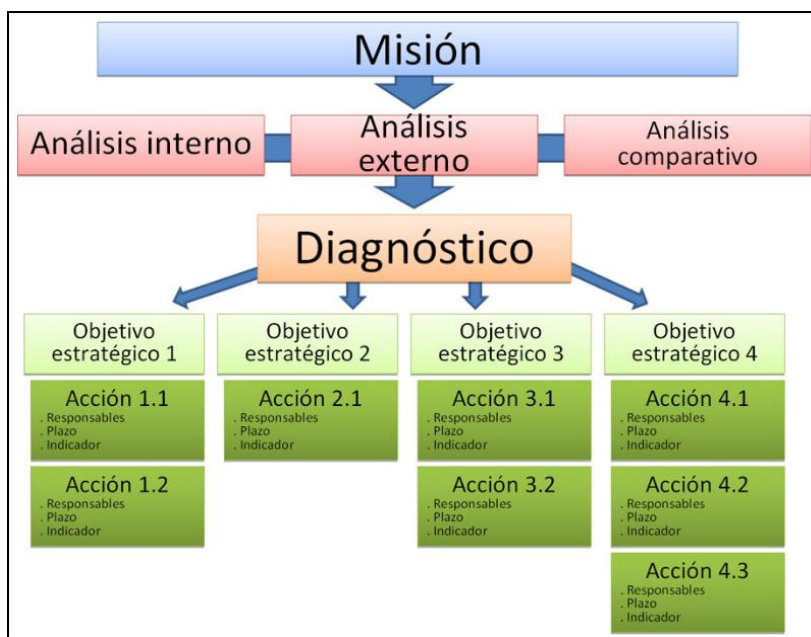 Misión
Análisis interno
Análisis
externo
Análisis
comparativo
Diagnóstico
Objetivo
estratégico 1
Objetivo
estratégico 2
Objetivo
estratégico 3
Objetivo
estratégico 4
Acción 1.1
. Responsables
. Plazo
. Indicador
Acción 2.1
. Responsables
. Plazo
. Indicador
Acción 3.1
. Responsables
. Plazo
. Indicador
Acción 4.1
. Responsables
. Plazo
. Indicador
Acción 1.2
. Responsables
. Plazo
. Indicador
Acción 3.2
. Responsables
. Plazo
. Indicador
Acción 4.2
. Responsables
. Plazo
. Indicador
Acción 4.3
. Responsables
. Plazo
. Indicador